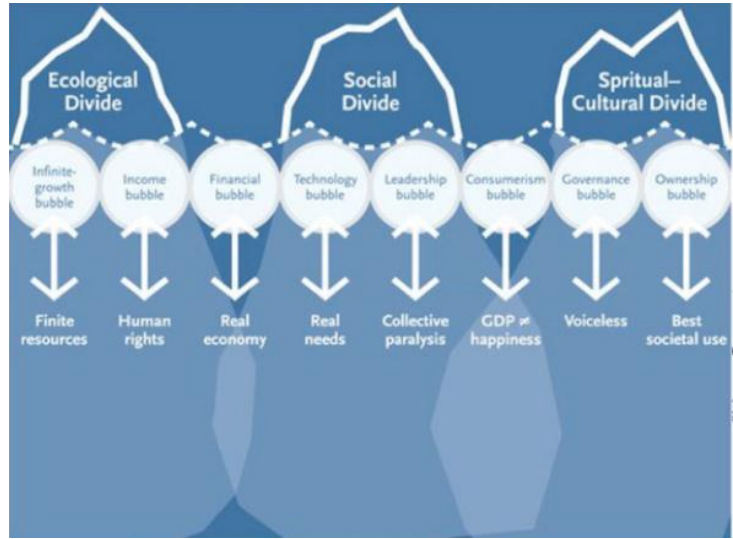 Ecological
Divide
Social
Divide
Spritual–
Cultural Divide
Infinite-
growth
bubble
Income
bubble
Financial
bubble
Technology
bubble
Leadership
bubble
Consumerism
bubble
Governance
bubble
Ownership
bubble
Finite
resources
Human
rights
Real
economy
Real
needs
Collective
paralysis
GDP ≠
happiness
Voiceless
Best
societal use